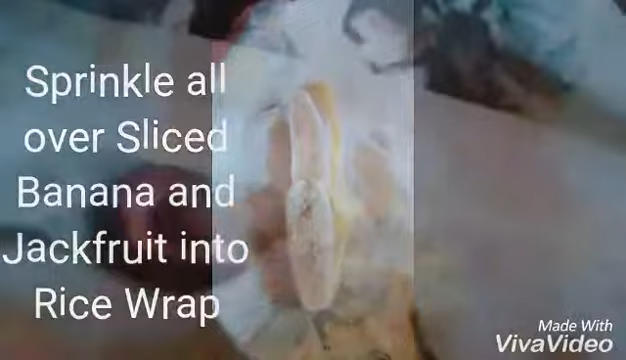 Sprinkle all
over Sliced
Banana and
Jackfruit into
Rice Wrap
Made With
VivaVideo